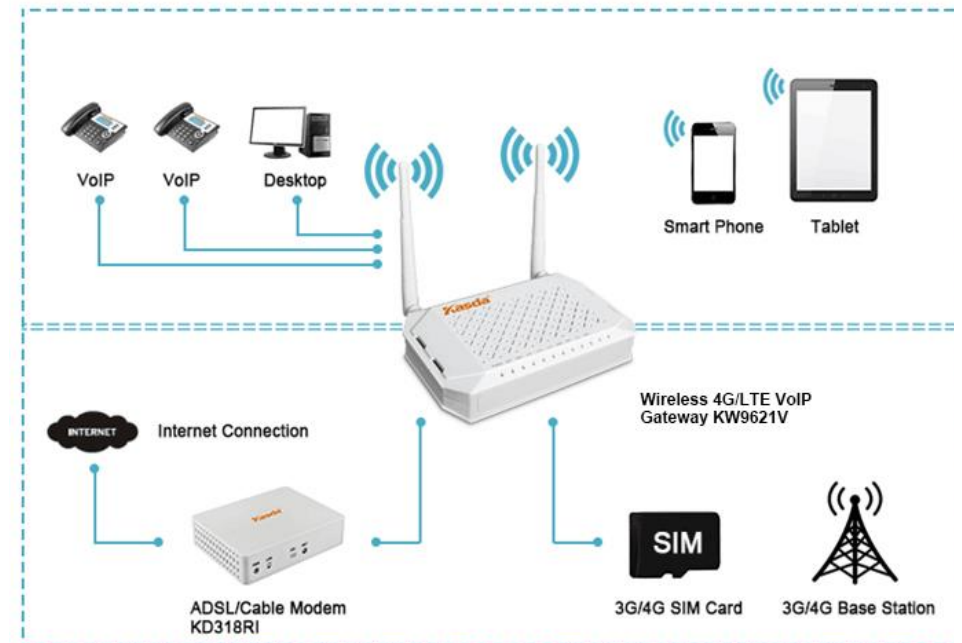 VoIP
VoIP
Desktop
Smart Phone
Tablet
Kasda
Wireless 4G/LTE VoIP
Gateway KW9621V
INTERNET
Internet Connection
Kasda
SIM
ADSL/Cable Modem
KD318RI
3G/4G SIM Card
3G/4G Base Station